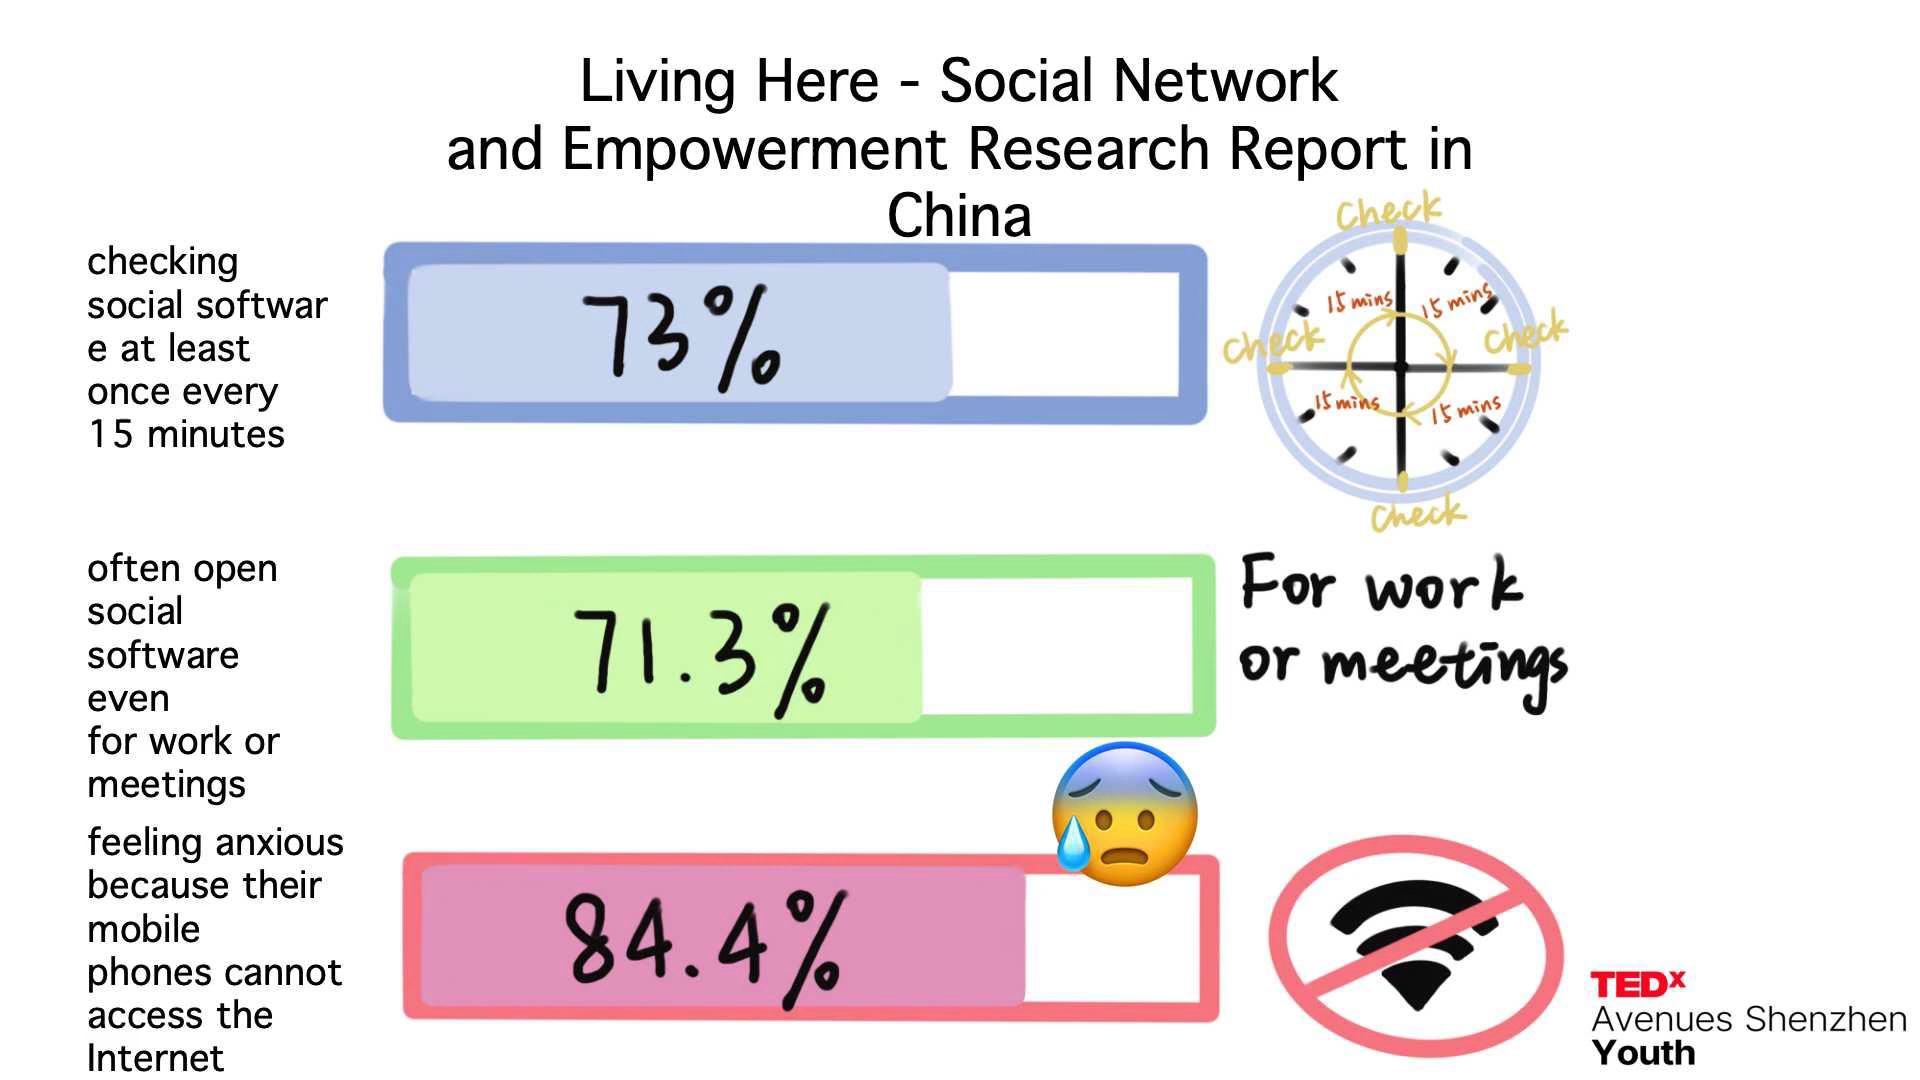 Living Here - Social Network
and Empowerment Research Report in
China
checking
social softwar
e at least
once every
15 minutes
73%
check
15 mins
15 mins
check
check
15 mins
15 mins
check
often open
social
software
even
for work or
meetings
71.3%
For work
or meetings
feeling anxious
because their
mobile
phones cannot
access the
Internet
84.4%
TEDx
Avenues Shenzhen
Youth